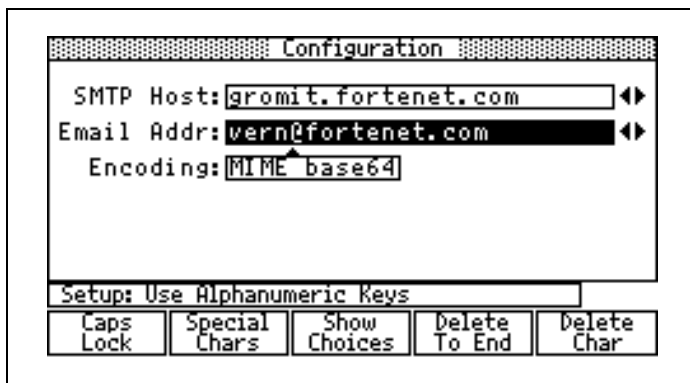 Configuration
SMTP Host: gromit.fortenet.com
Email Addr: vern@fortenet.com
Encoding: MIME base64
Setup: Use Alphanumeric Keys
Caps Lock Special Chars Show Choices Delete To End Delete Char